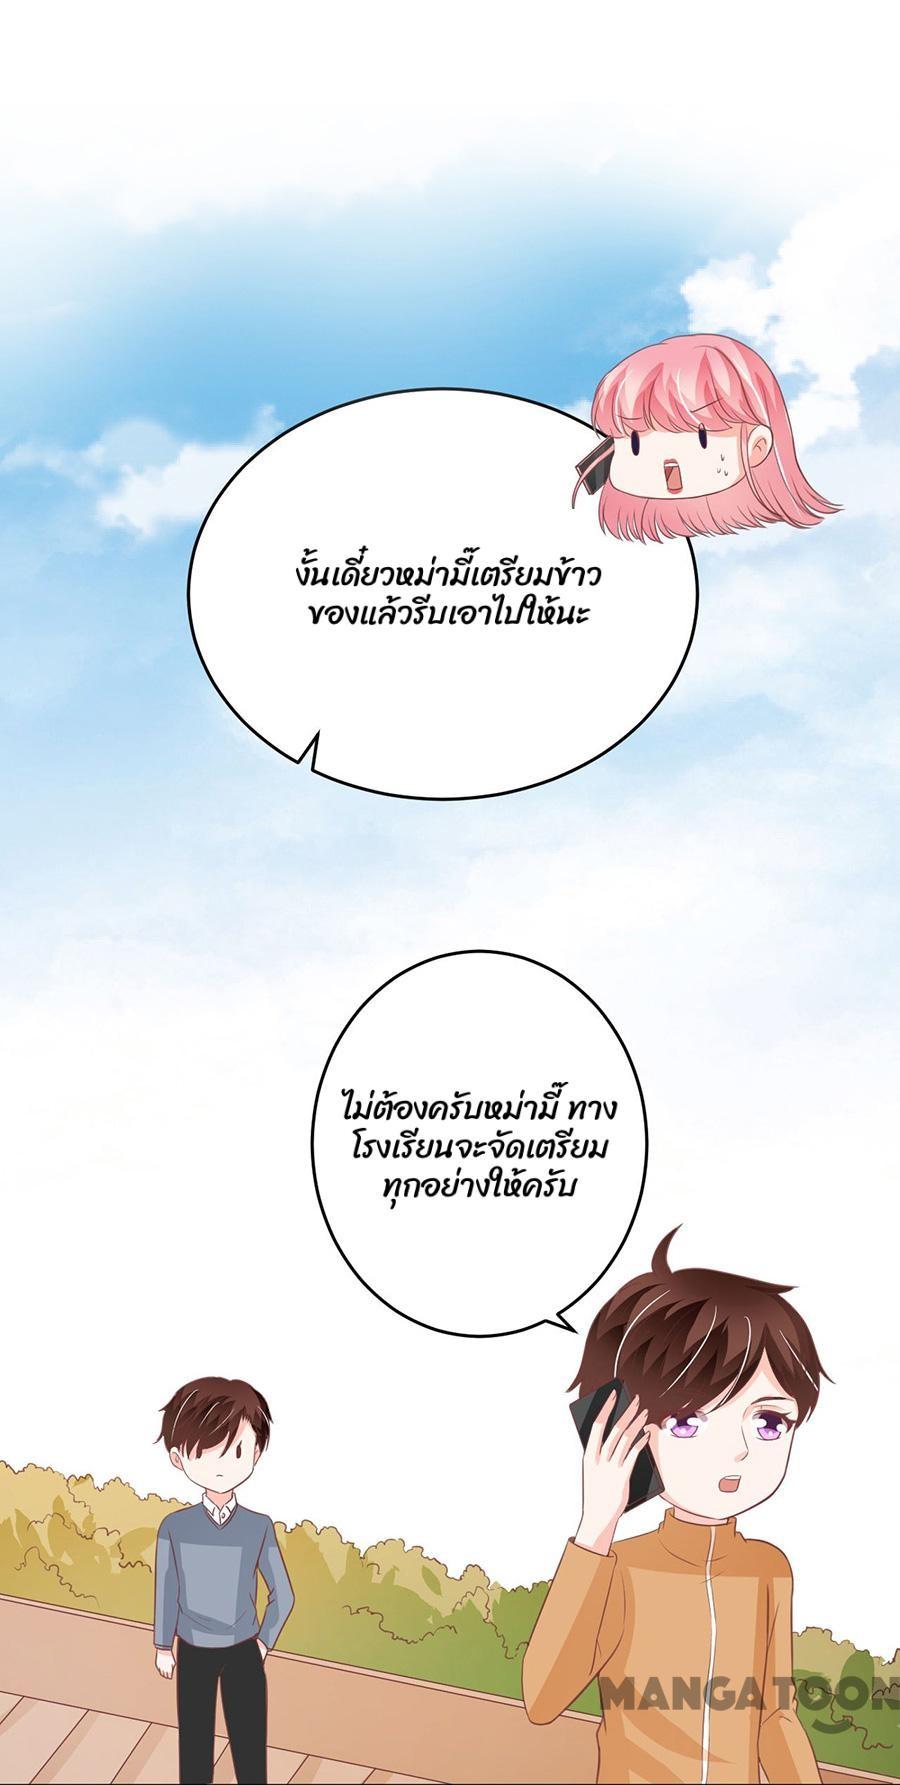 งั้นเดี๋ยวหม่ามี๊เตรียมข้าว
ของแล้วรีบเอาไปให้นะ
ไม่ต้องครับหม่ามี๊ ทาง
โรงเรียนจะจัดเตรียม
ทุกอย่างให้ครับ
MANGA TOON